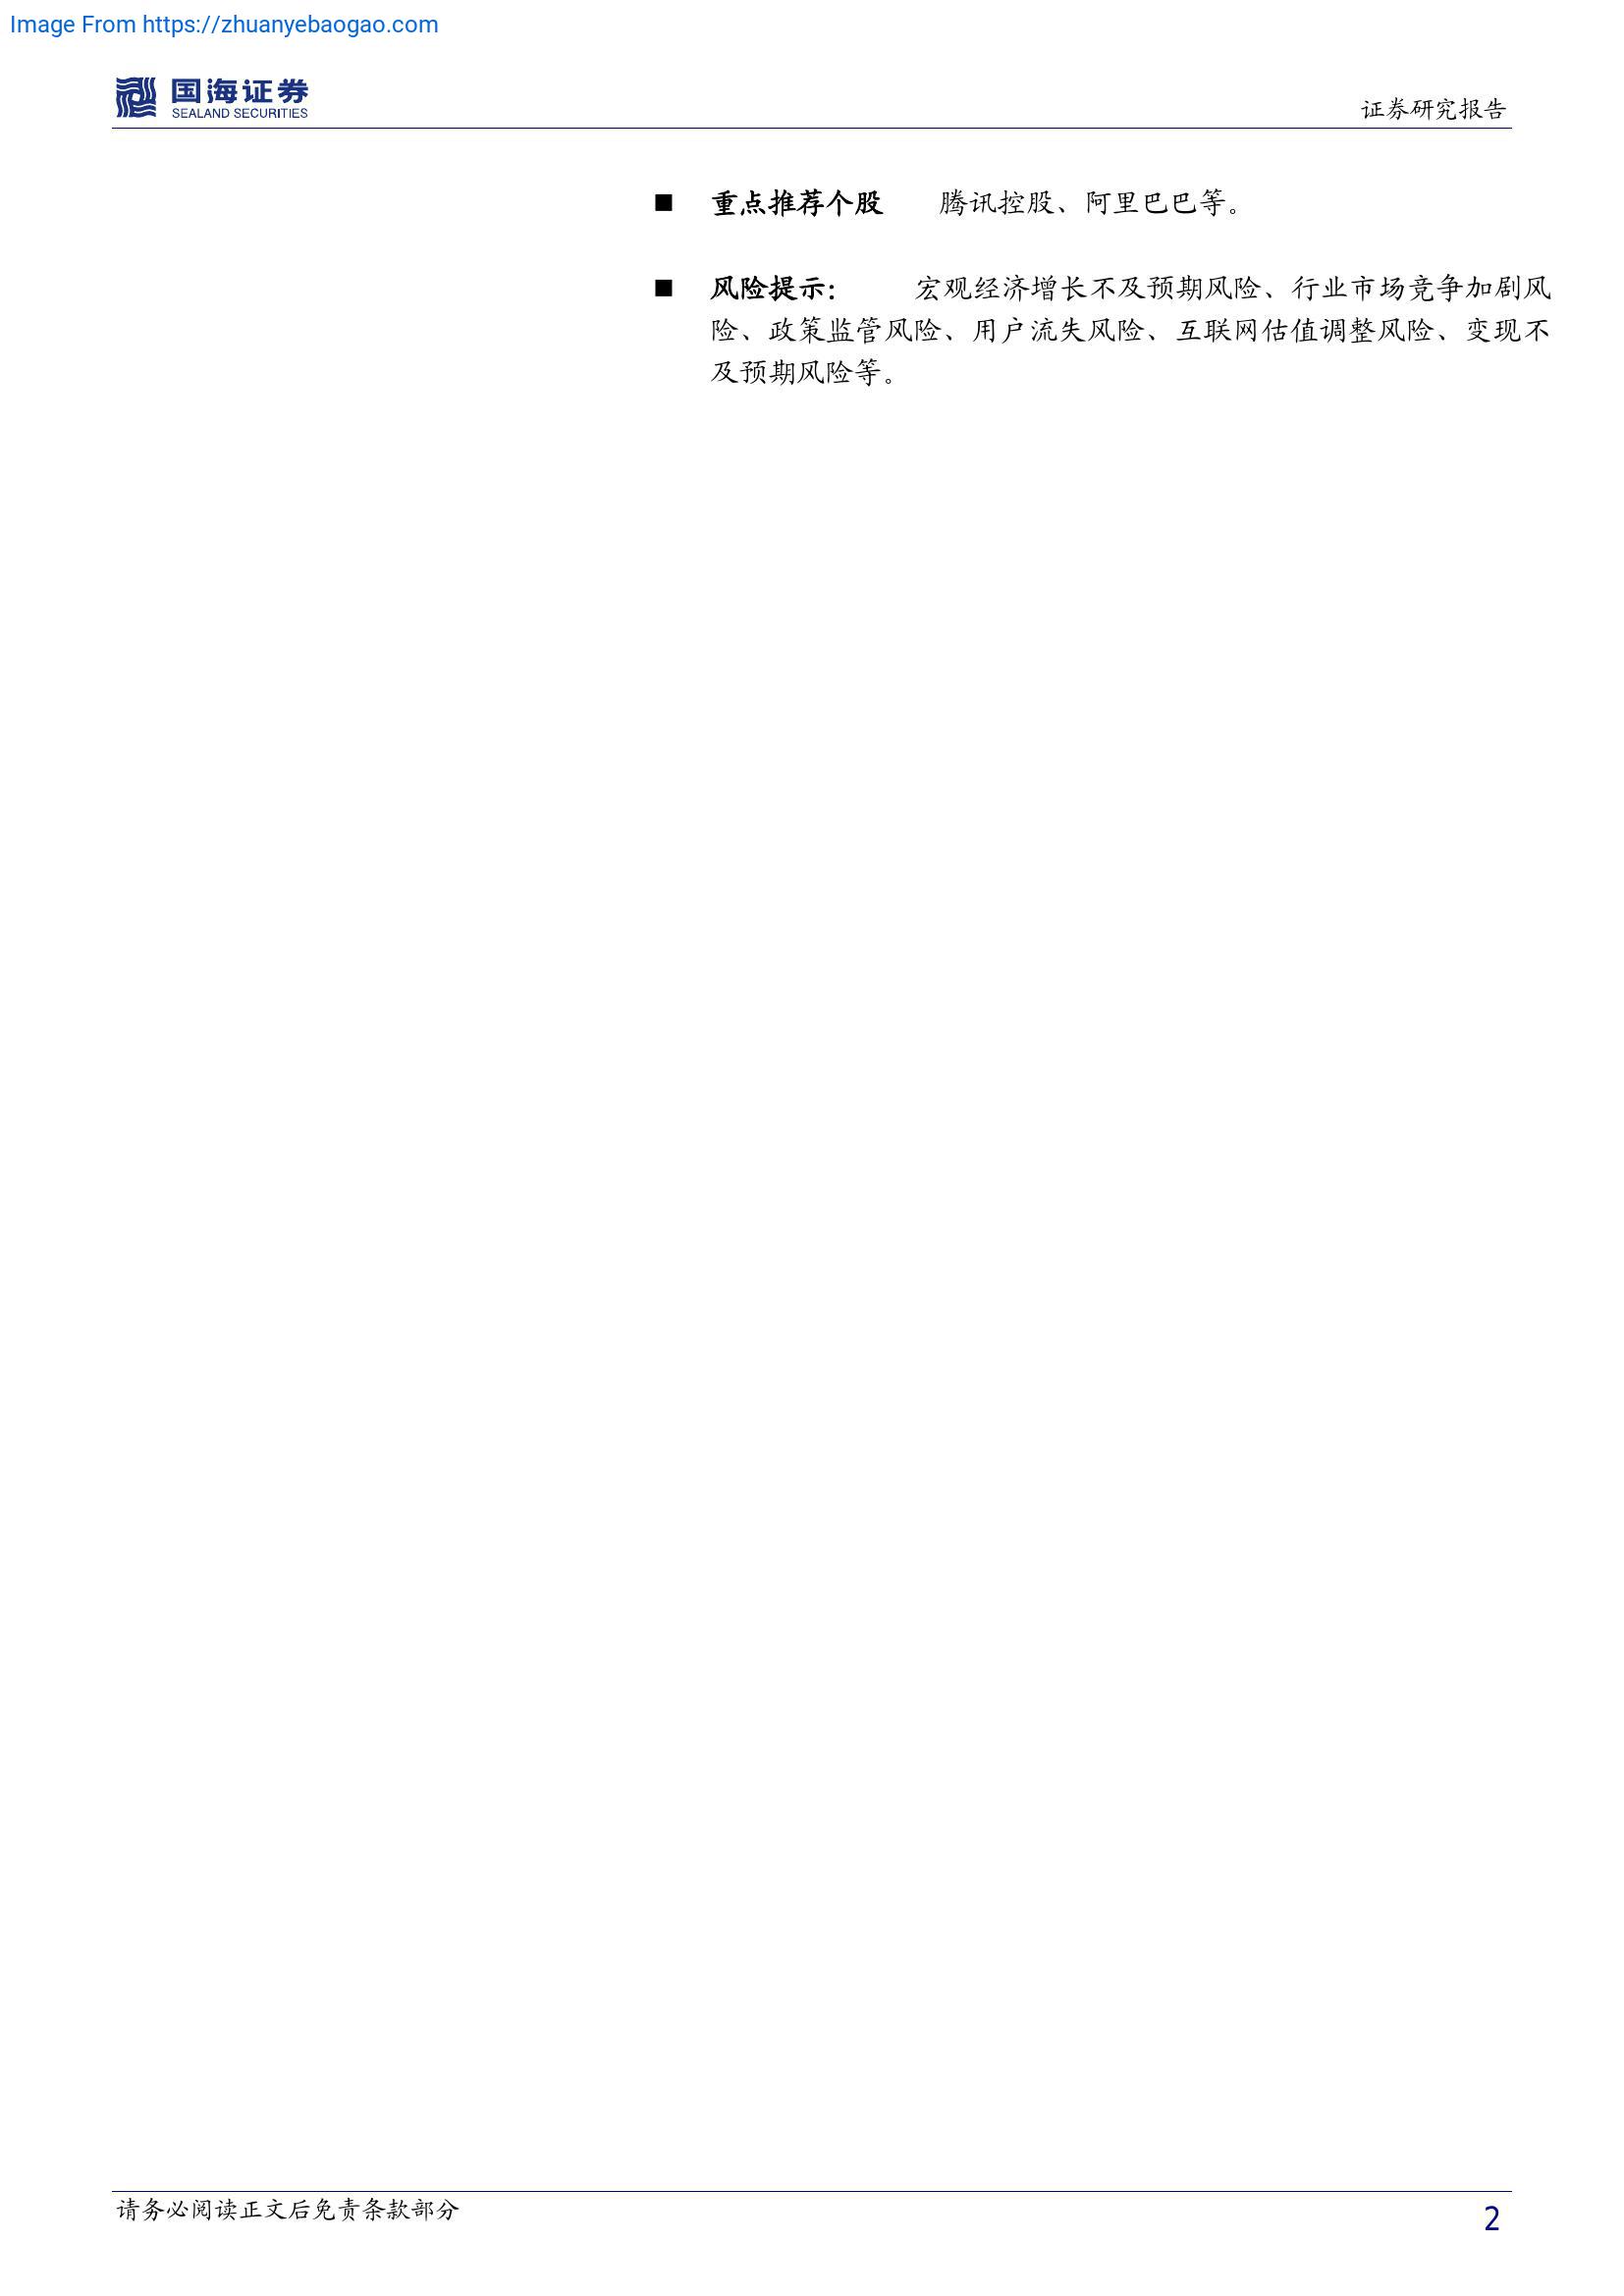 Image From https://zhuanyebaogao.com
国海证券
SEALAND SECURITIES
证券研究报告
■ 重点推荐个股 腾讯控股、阿里巴巴等。
■ 风险提示： 宏观经济增长不及预期风险、行业市场竞争加剧风
险、政策监管风险、用户流失风险、互联网估值调整风险、变现不
及预期风险等。
请务必阅读正文后免责条款部分
2